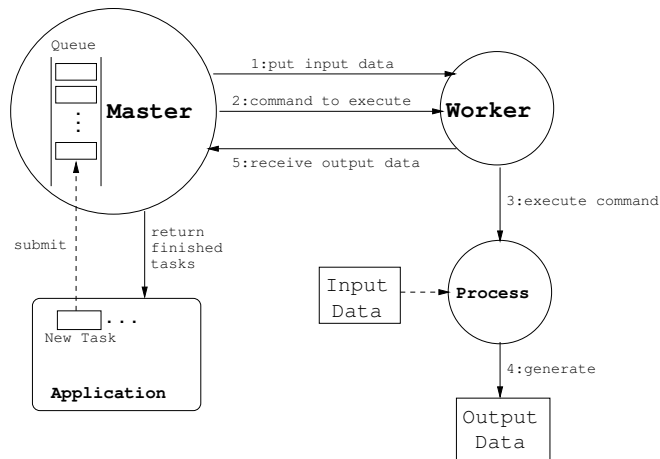 Queue
1:put input data
Master
2:command to execute
Worker
5:receive output data
3:execute command
submit
return
finished
tasks
Input
Data
Process
...
New Task
4:generate
Application
Output
Data